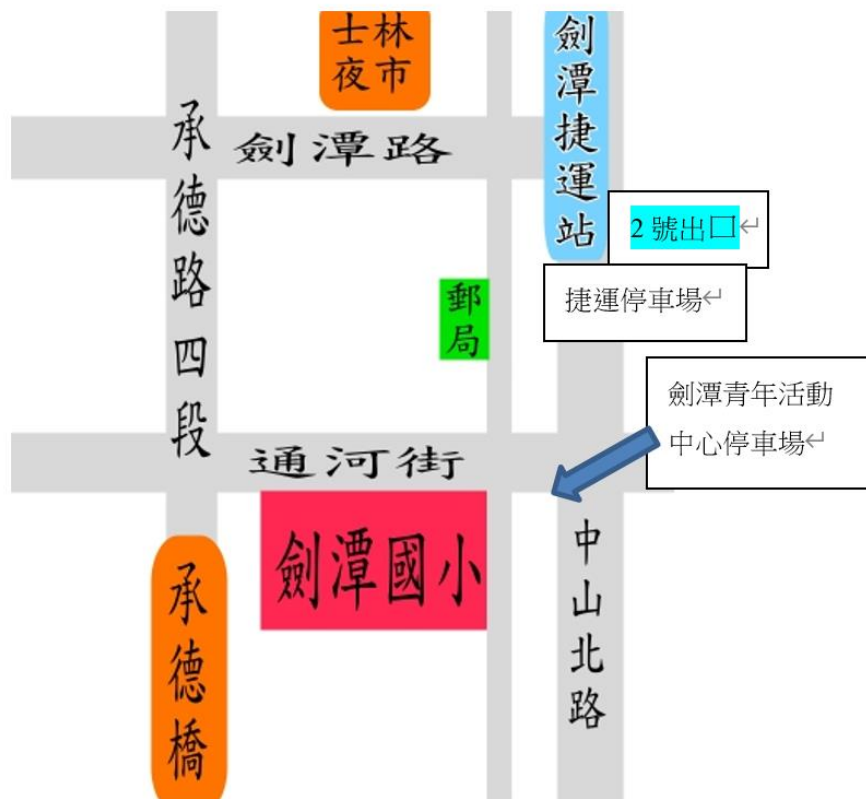 士林
夜市
劍潭捷運站
承德路四段
劍潭路
2 號出口
捷運停車場
郵局
劍潭青年活動
中心停車場
通河街
劍潭國小
中山北路
承德橋